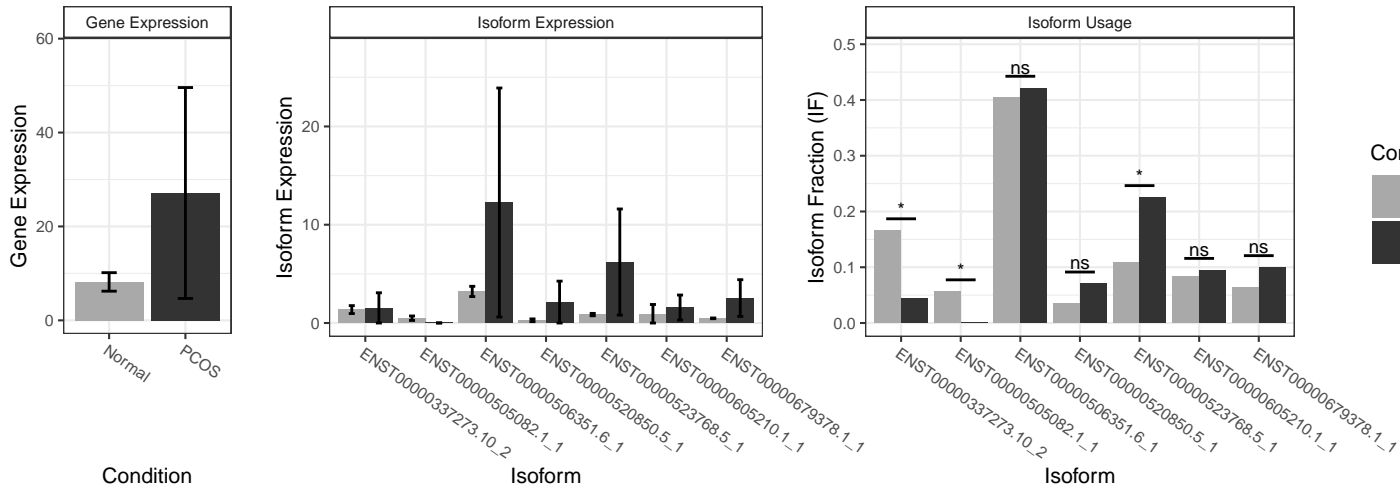 Gene Expression
Isoform Expression
Isoform Usage
Gene Expression
60
40
20
0
Normal
PCOS
Condition
Isoform Expression
20
10
0
ENST00000337273.10_2
ENST00000505082.1_1
ENST00000506351.6_1
ENST00000520850.5_1
ENST00000523768.5_1
ENST00000605210.1_1
ENST00000679378.1_1
Isoform
Isoform Fraction (IF)
0.5
0.4
0.3
0.2
0.1
0.0
*
*
ns
ns
*
ns
ns
ENST00000337273.10_2
ENST00000505082.1_1
ENST00000506351.6_1
ENST00000520850.5_1
ENST00000523768.5_1
ENST00000605210.1_1
ENST00000679378.1_1
Isoform